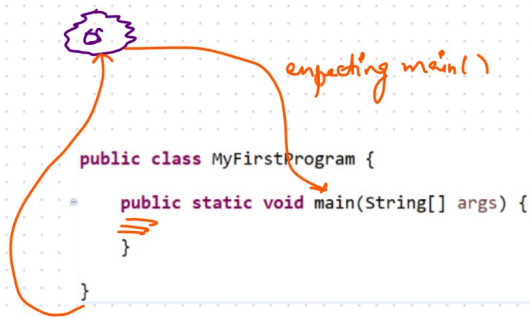 OS
expecting main()
public class MyFirstProgram {
public static void main(String[] args) {
}
}